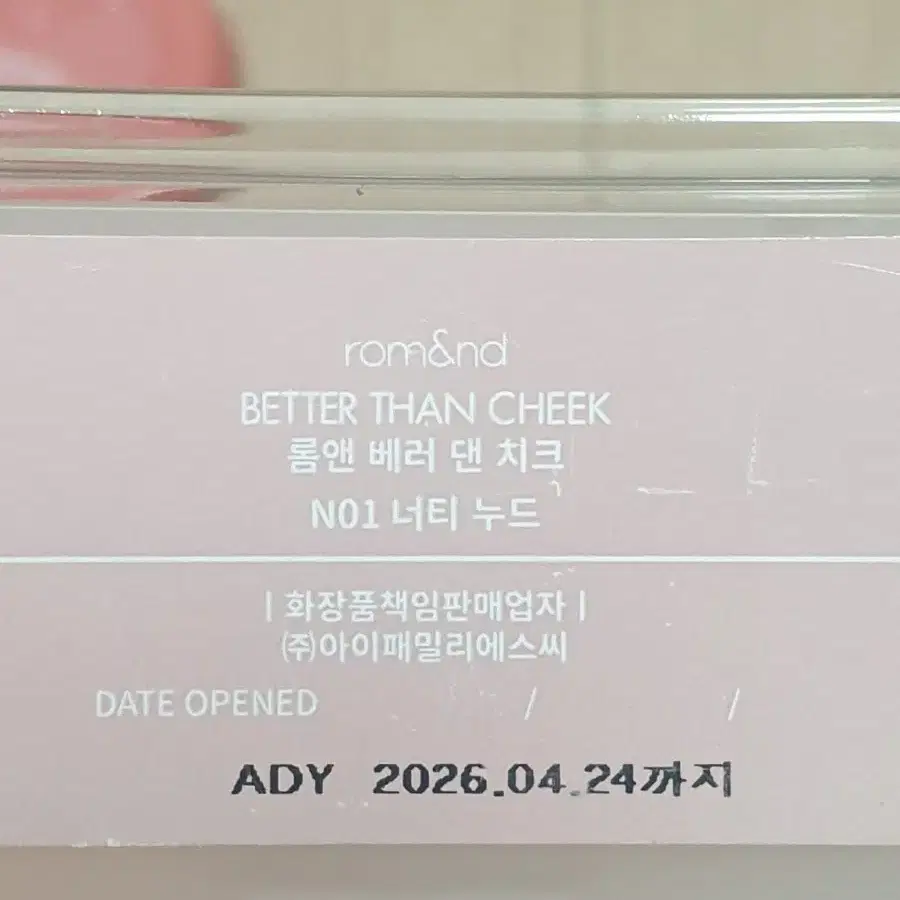 rom&nd
BETTER THAN CHEEK
롬앤 베러 댄 치크
N01 너티 누드
| 화장품책임판매업자 |
㈜아이패밀리에스씨
DATE OPENED / /
ADY 2026.04.24까지